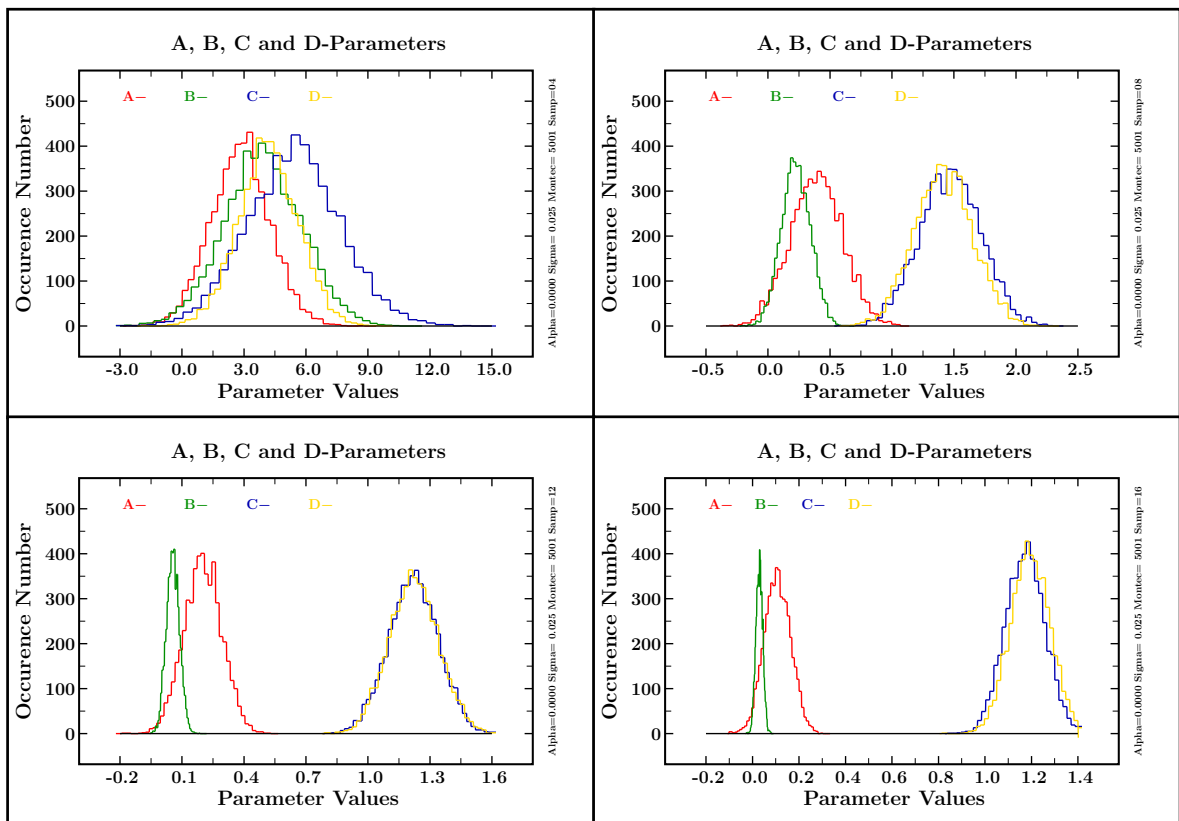 A, B, C and D-Parameters
A− B− C− D−
500
400
300
200
100
0
Occurence Number
-3.0 0.0 3.0 6.0 9.0 12.0 15.0
Parameter Values
Alpha=0.0000 Sigma= 0.025 Montec= 5001 Samp=04
A, B, C and D-Parameters
A− B− C− D−
500
400
300
200
100
0
Occurence Number
-0.5 0.0 0.5 1.0 1.5 2.0 2.5
Parameter Values
Alpha=0.0000 Sigma= 0.025 Montec= 5001 Samp=08
A, B, C and D-Parameters
A− B− C− D−
500
400
300
200
100
0
Occurence Number
-0.2 0.1 0.4 0.7 1.0 1.3 1.6
Parameter Values
Alpha=0.0000 Sigma= 0.025 Montec= 5001 Samp=12
A, B, C and D-Parameters
A− B− C− D−
500
400
300
200
100
0
Occurence Number
-0.2 0.0 0.2 0.4 0.6 0.8 1.0 1.2 1.4
Parameter Values
Alpha=0.0000 Sigma= 0.025 Montec= 5001 Samp=16